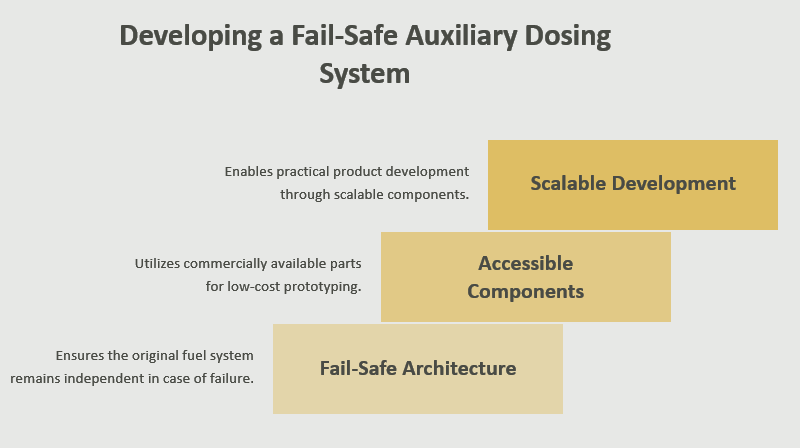 Developing a Fail-Safe Auxiliary Dosing
System
Enables practical product development
through scalable components.
Scalable Development
Utilizes commercially available parts
for low-cost prototyping.
Accessible
Components
Ensures the original fuel system
remains independent in case of failure.
Fail-Safe Architecture